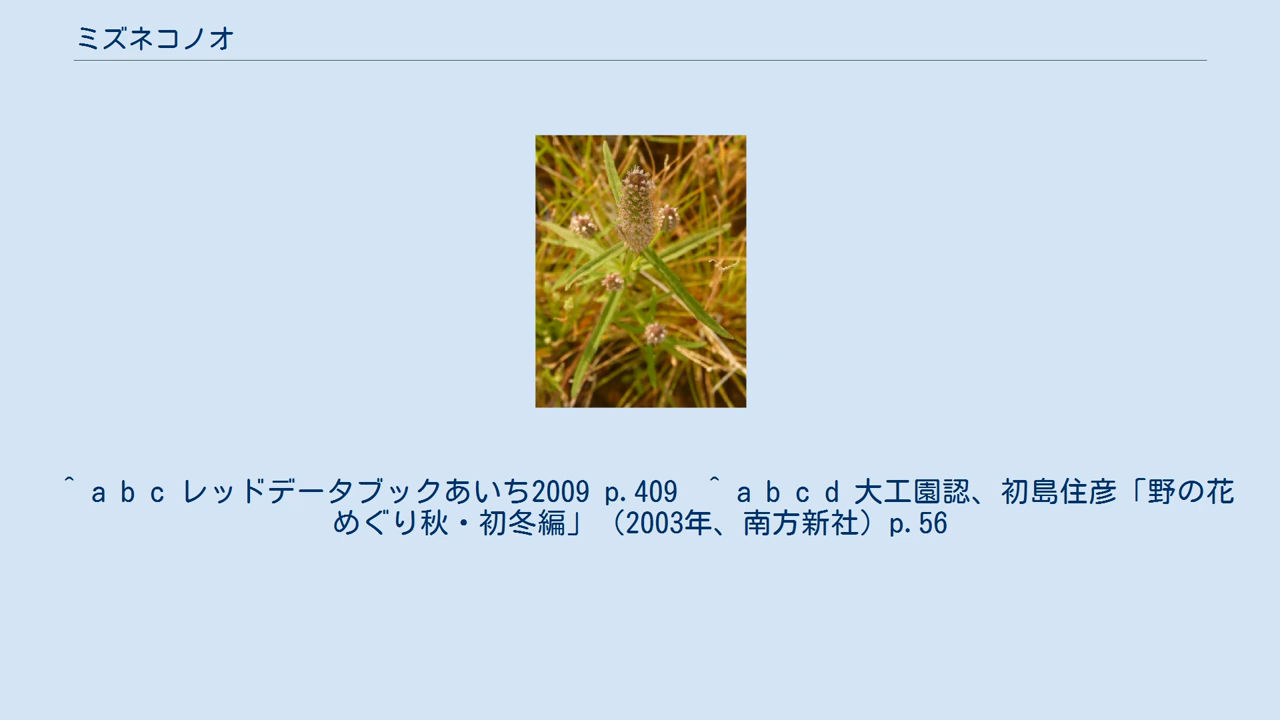 ミズネコノオ
^ a b c レッドデータブックあいち2009 p.409　^ a b c d 大工園認、初島住彦「野の花
めぐり秋・初冬編」（2003年、南方新社）p.56